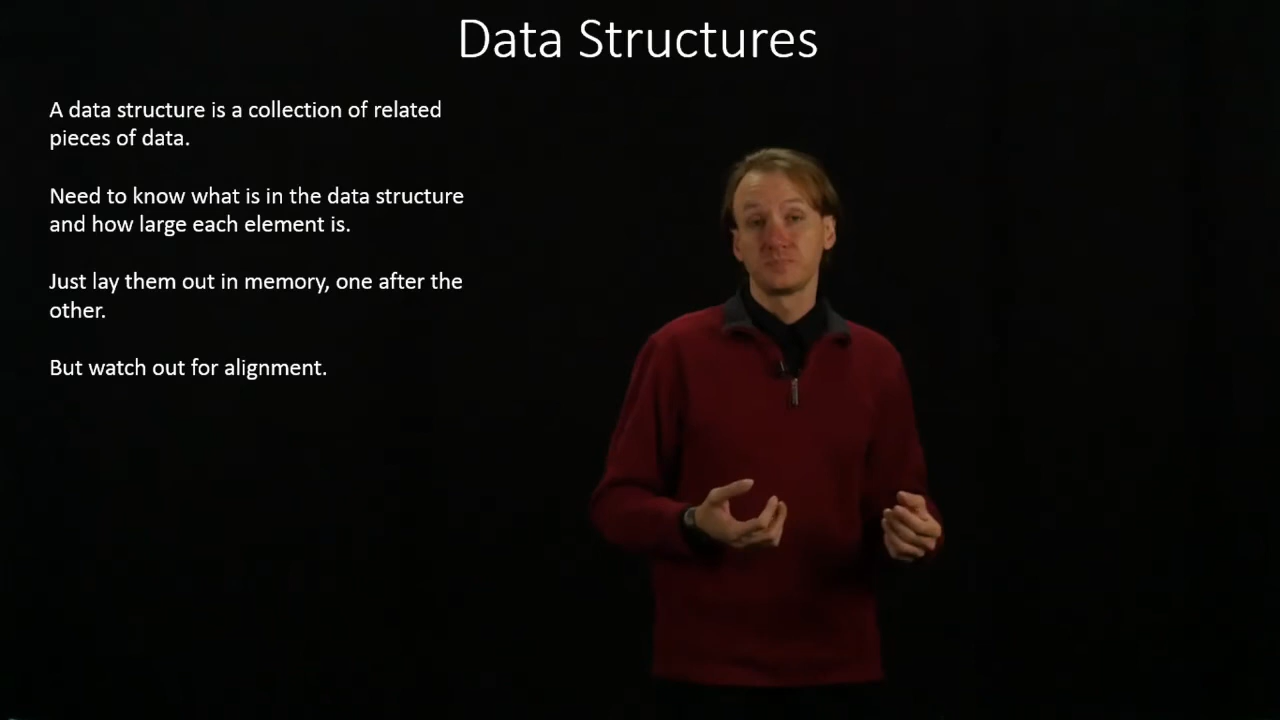 Data Structures
A data structure is a collection of related
pieces of data.
Need to know what is in the data structure
and how large each element is.
Just lay them out in memory, one after the
other.
But watch out for alignment.